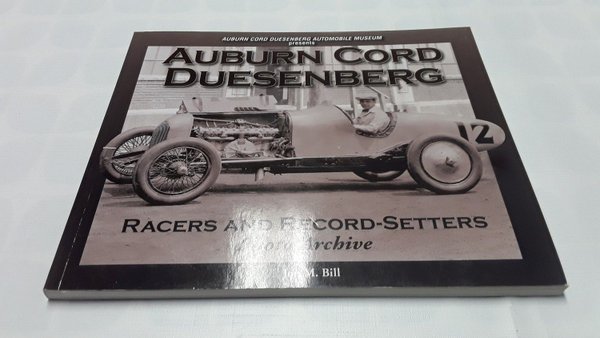 AUBURN CORD DUESENBERG AUTOMOBILE MUSEUM
presents
AUBURN CORD
DUESENBERG
12
RACERS AND RECORD-SETTERS
Archive
M. Bill